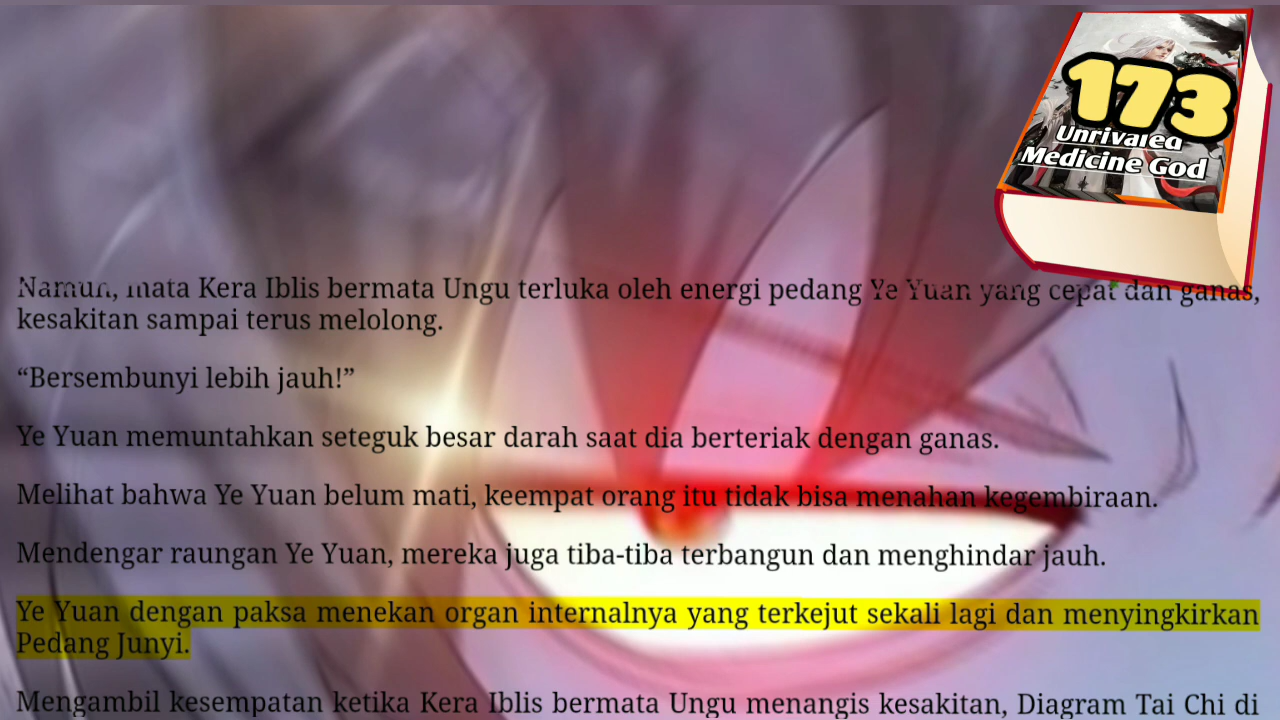 173
Unrivaled
Medicine God
Namun, mata Kera Iblis bermata Ungu terluka oleh energi pedang Ye Yuan yang cepat dan ganas,
kesakitan sampai terus melolong.
“Bersembunyi lebih jauh!”
Ye Yuan memuntahkan seteguk besar darah saat dia berteriak dengan ganas.
Melihat bahwa Ye Yuan belum mati, keempat orang itu tidak bisa menahan kegembiraan.
Mendengar raungan Ye Yuan, mereka juga tiba-tiba terbangun dan menghindar jauh.
Ye Yuan dengan paksa menekan organ internalnya yang terkejut sekali lagi dan menyingkirkan
Pedang Junyi.
Mengambil kesempatan ketika Kera Iblis bermata Ungu menangis kesakitan, Diagram Tai Chi di